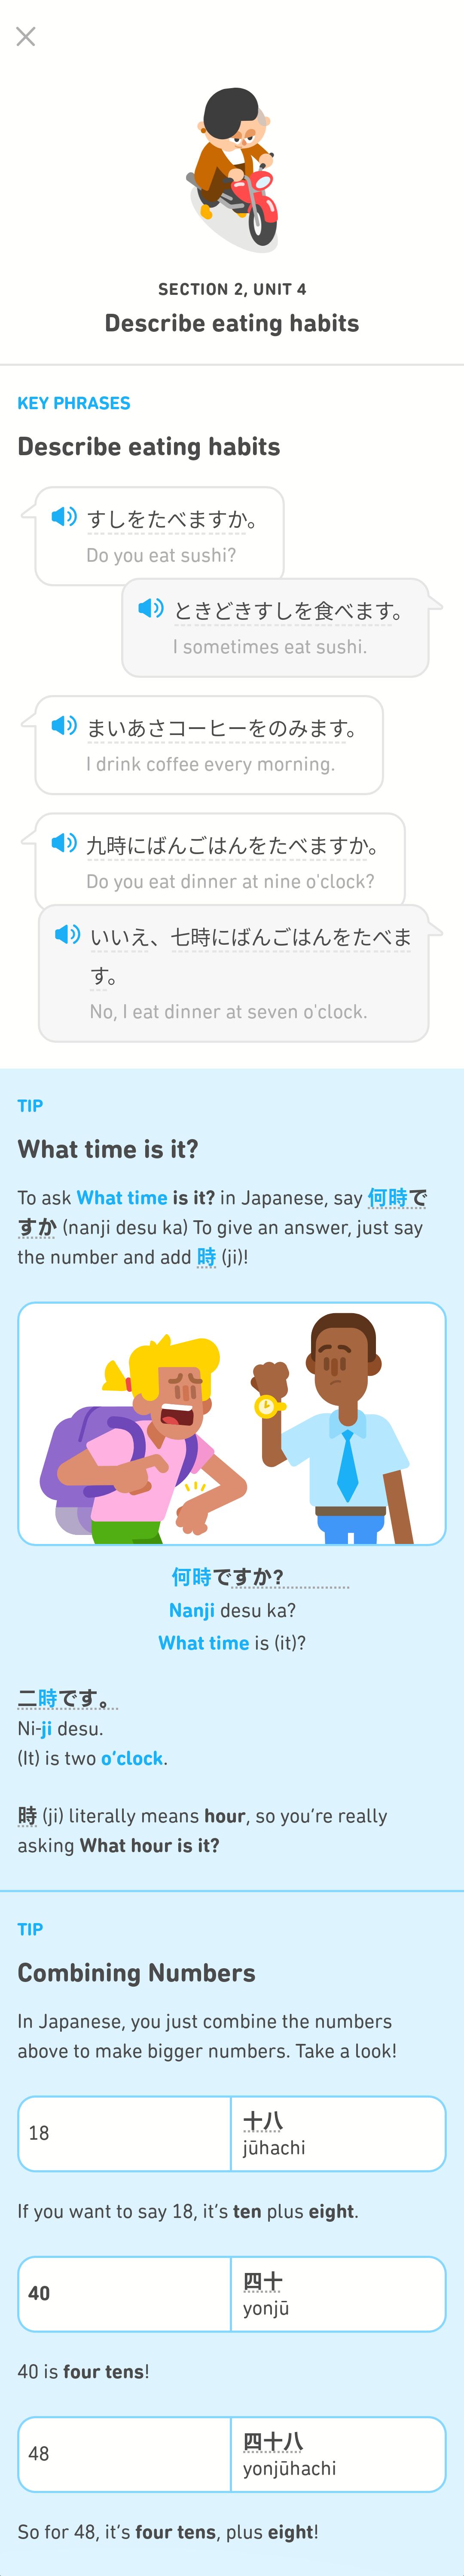 SECTION 2, UNIT 4
Describe eating habits
KEY PHRASES
Describe eating habits
すしをたべますか。
Do you eat sushi?
ときどきすしを食べます。
I sometimes eat sushi.
まいあさコーヒーをのみます。
I drink coffee every morning.
九時にばんごはんをたべますか。
Do you eat dinner at nine o'clock?
いいえ、七時にばんごはんをたべま
す。
No, I eat dinner at seven o'clock.
TIP
What time is it?
To ask What time is it? in Japanese, say 何時で
すか (nanji desu ka) To give an answer, just say
the number and add 時 (ji)!
何時ですか?
Nanji desu ka?
What time is (it)?
二時です。
Ni-ji desu.
(It) is two o’clock.
時 (ji) literally means hour, so you’re really
asking What hour is it?
TIP
Combining Numbers
In Japanese, you just combine the numbers
above to make bigger numbers. Take a look!
18
十八
jūhachi
If you want to say 18, it’s ten plus eight.
40
四十
yonjū
40 is four tens!
48
四十八
yonjūhachi
So for 48, it’s four tens, plus eight!